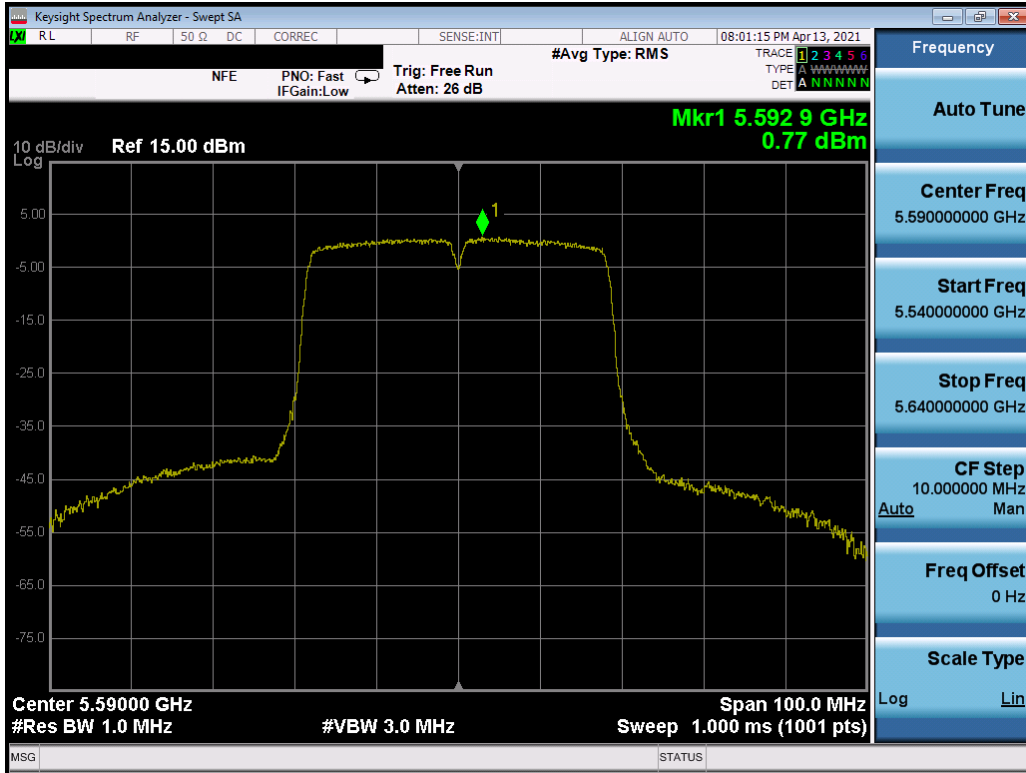 Keysight Spectrum Analyzer - Swept SA
LXI RL RF 50 Ω DC CORREC SENSE:INT ALIGN AUTO 08:01:15 PM Apr 13, 2021
NFE PNO: Fast IFGain:Low Trig: Free Run Atten: 26 dB #Avg Type: RMS
TRACE 1 2 3 4 5 6
TYPE A WWWWW
DET A N N N N N
Mkr1 5.592 9 GHz
0.77 dBm
10 dB/div Ref 15.00 dBm
Log
1
5.00
-5.00
-15.0
-25.0
-35.0
-45.0
-55.0
-65.0
-75.0
Center 5.59000 GHz Span 100.0 MHz
#Res BW 1.0 MHz #VBW 3.0 MHz Sweep 1.000 ms (1001 pts)
MSG STATUS
Frequency
Auto Tune
Center Freq
5.590000000 GHz
Start Freq
5.540000000 GHz
Stop Freq
5.640000000 GHz
CF Step
10.000000 MHz
Auto Man
Freq Offset
0 Hz
Scale Type
Log Lin